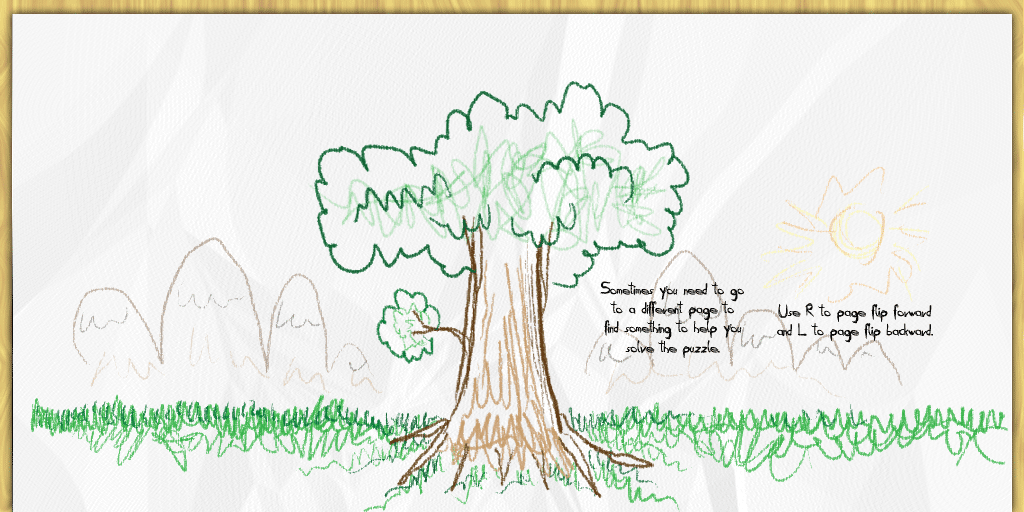 Sometimes you need to go
to a different page to
find something to help you
solve the puzzle.
Use R to page flip forward
and L to page flip backward.